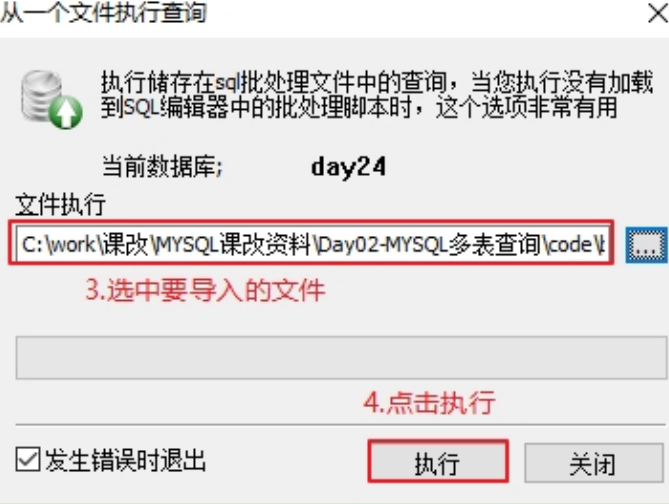 从一个文件执行查询
执行储存在sql批处理文件中的查询，当您执行没有加载
到SQL编辑器中的批处理脚本时，这个选项非常有用
当前数据库; day24
文件执行
C:\work\课改\MYSQL课改资料\Day02-MYSQL多表查询\code\
...
3.选中要导入的文件
4.点击执行
发生错误时退出
执行
关闭